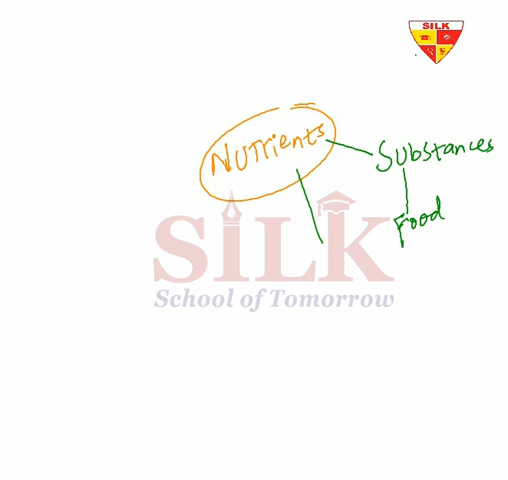 SILK
Nutrients
Substances
Food
SILK
School of Tomorrow